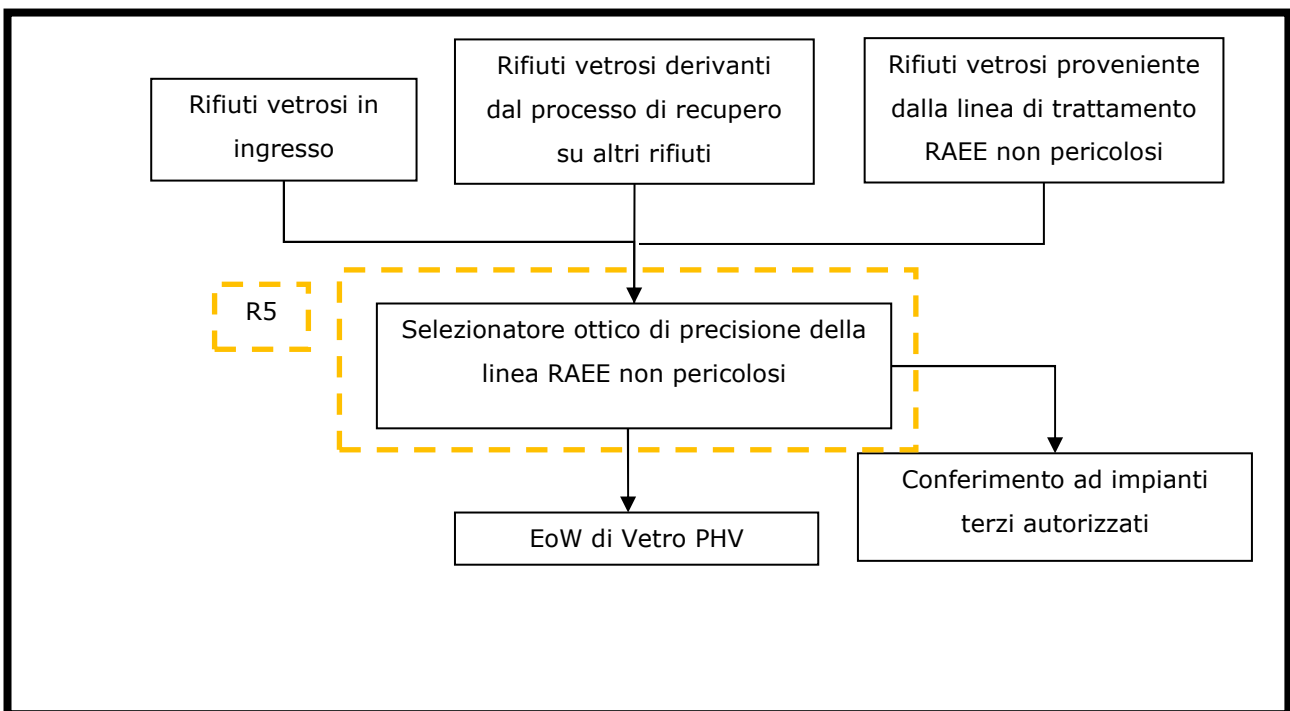 Rifiuti vetrosi in
ingresso
Rifiuti vetrosi derivanti
dal processo di recupero
su altri rifiuti
Rifiuti vetrosi proveniente
dalla linea di trattamento
RAEE non pericolosi
R5
Selezionatore ottico di precisione della
linea RAEE non pericolosi
Conferimento ad impianti
terzi autorizzati
EoW di Vetro PHV